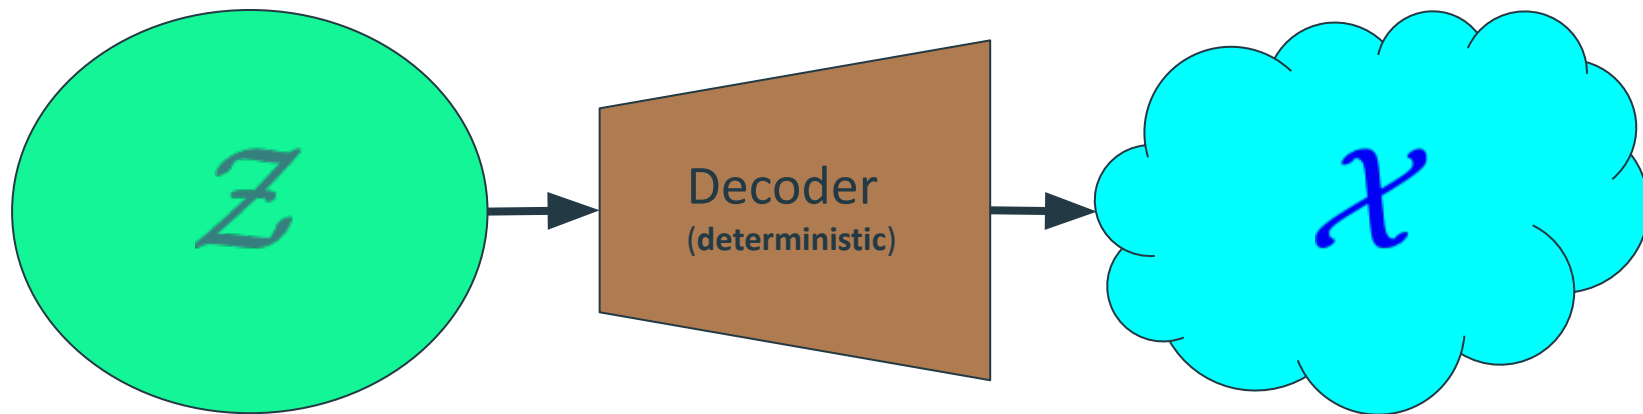 𝒵
Decoder
(deterministic)
𝒳